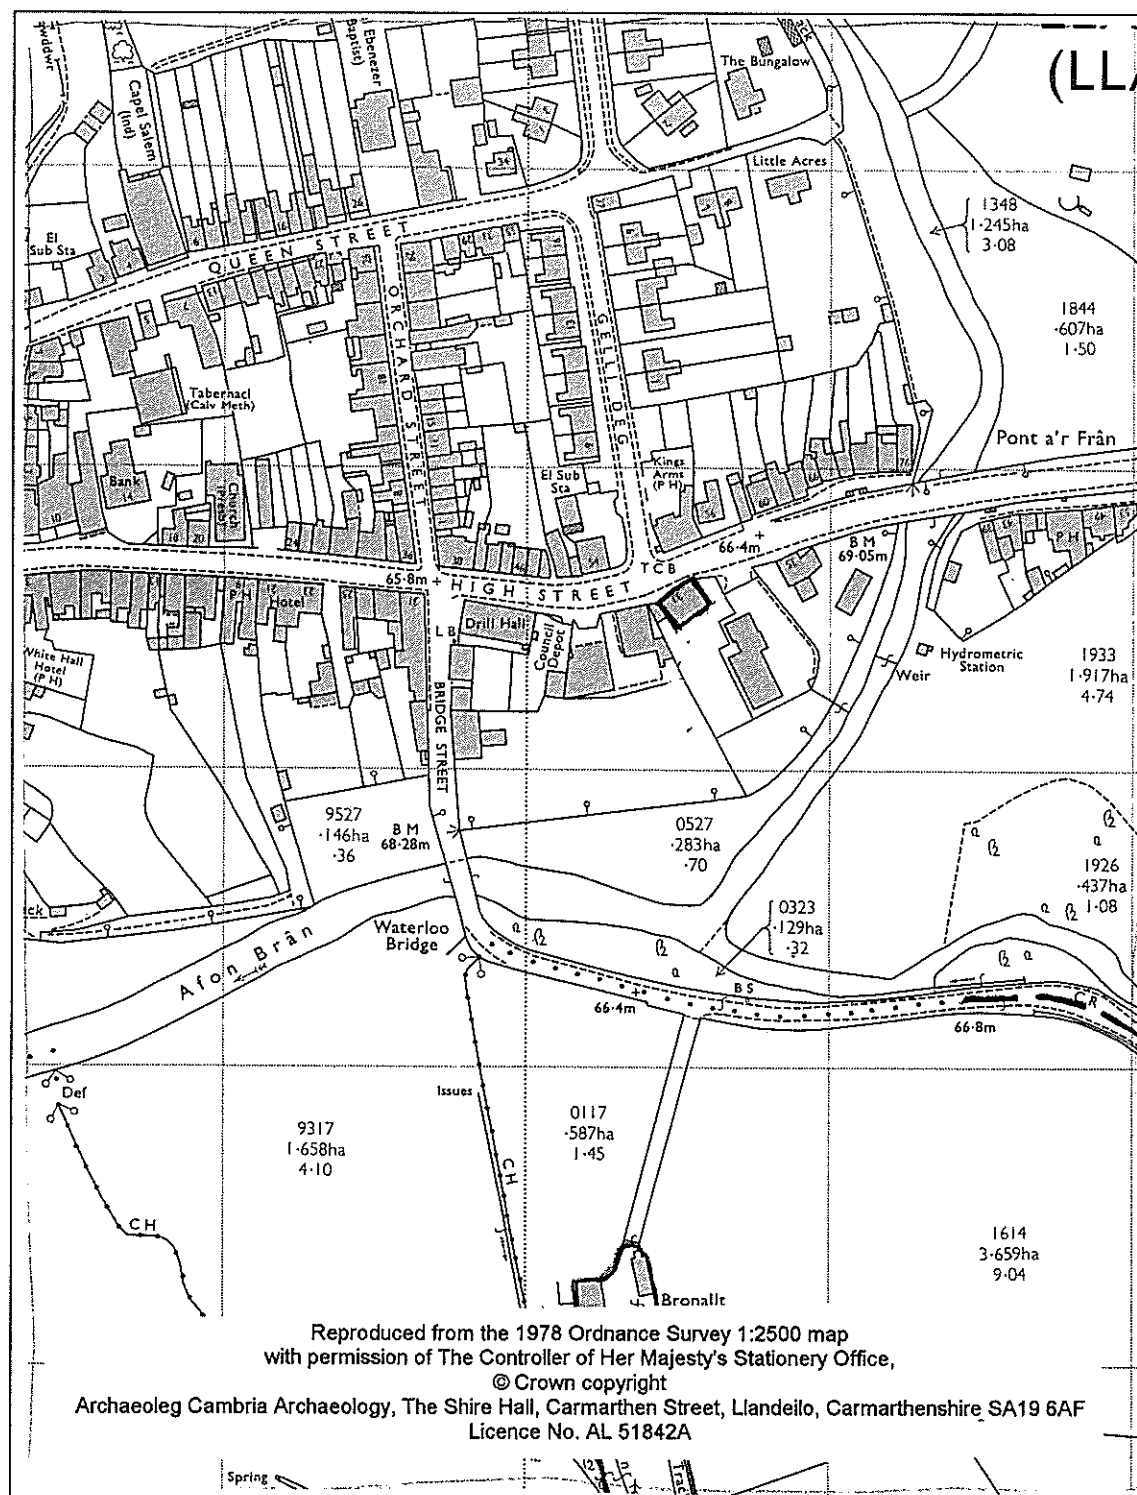 (LLA
Ebenezer
Baptist)
The Bungalow
Capel Salem
(Ind)
Little Acres
El
Sub Sta
QUEEN STREET
1348
1·245ha
3·08
1844
·607ha
1·50
ORCHARD STREET
GELLI DEG
Tabernacl
(Calv Meth)
Pont a'r Frân
Bank
14
Church
(Presb)
El Sub
Sta
Kings
Arms
(P H)
66·4m
B M
69·05m
P H
T C B
65·8m
HIGH STREET
P H
Hotel
Drill Hall
L B
Council
Depot
White Hall
Hotel
(P H)
Hydrometric
Station
Weir
1933
1·917ha
4·74
BRIDGE STREET
9527
·146ha
·36
B M
68·28m
0527
·283ha
·70
1926
·437ha
1·08
0323
·129ha
·32
Waterloo
Bridge
Afon Brân
B S
66·4m
66·8m
C R
Def
Issues
9317
1·658ha
4·10
0117
·587ha
1·45
C H
C H
1614
3·659ha
9·04
Bronallt
Reproduced from the 1978 Ordnance Survey 1:2500 map
with permission of The Controller of Her Majesty's Stationery Office,
© Crown copyright
Archaeoleg Cambria Archaeology, The Shire Hall, Carmarthen Street, Llandeilo, Carmarthenshire SA19 6AF
Licence No. AL 51842A
Spring